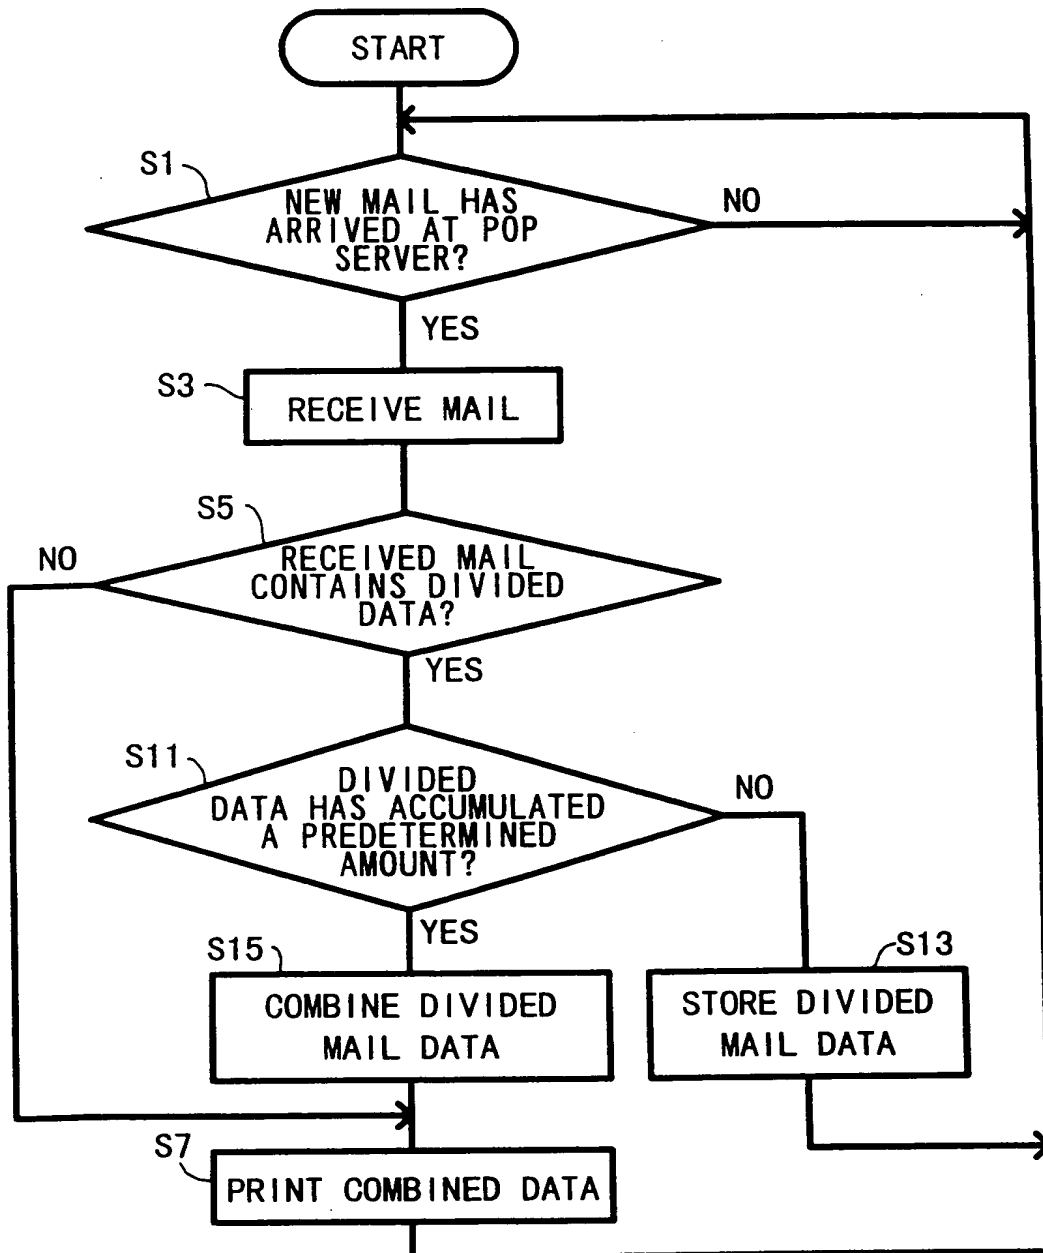 START
S1
NEW MAIL HAS
ARRIVED AT POP
SERVER?
NO
YES
S3
RECEIVE MAIL
S5
NO
RECEIVED MAIL
CONTAINS DIVIDED
DATA?
YES
S11
DIVIDED
DATA HAS ACCUMULATED
A PREDETERMINED
AMOUNT?
NO
YES
S15
COMBINE DIVIDED
MAIL DATA
S13
STORE DIVIDED
MAIL DATA
S7
PRINT COMBINED DATA